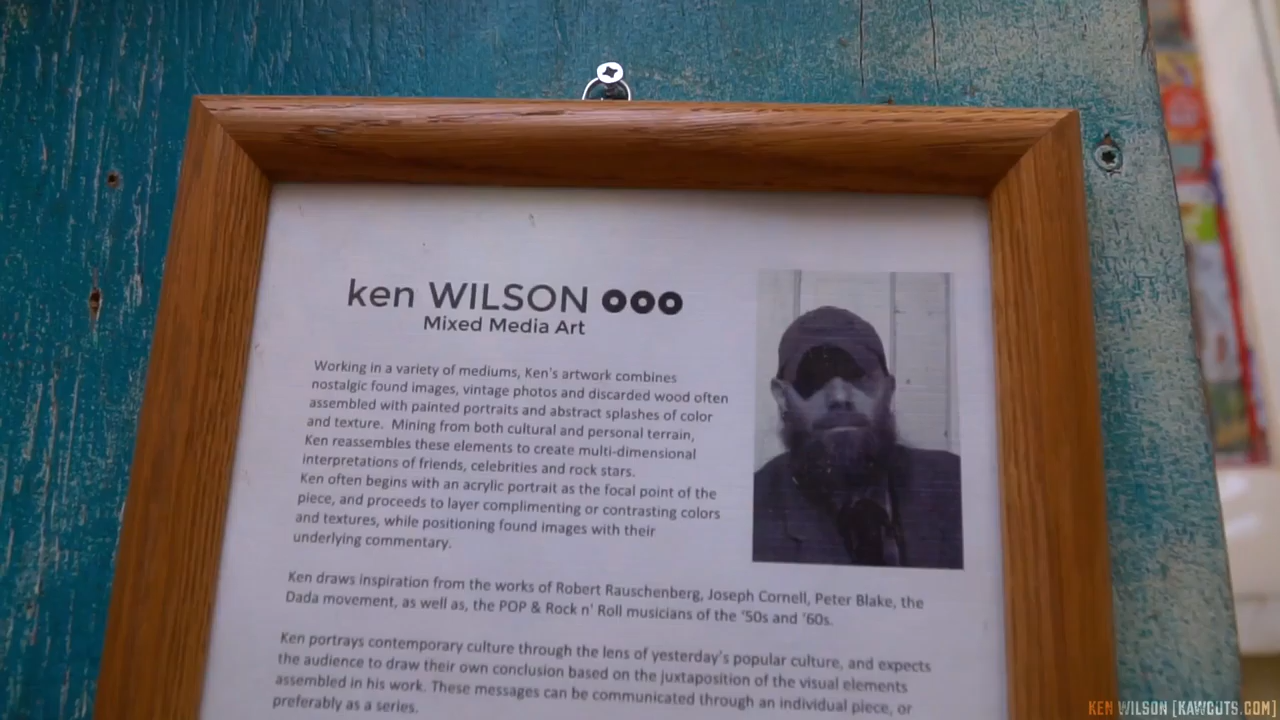 ken WILSON
Mixed Media Art
Working in a variety of mediums, Ken's artwork combines
nostalgic found images, vintage photos and discarded wood often
assembled with painted portraits and abstract splashes of color
and texture.  Mining from both cultural and personal terrain,
Ken reassembles these elements to create multi-dimensional
interpretations of friends, celebrities and rock stars.
Ken often begins with an acrylic portrait as the focal point of the
piece, and proceeds to layer complimenting or contrasting colors
and textures, while positioning found images with their
underlying commentary.
Ken draws inspiration from the works of Robert Rauschenberg, Joseph Cornell, Peter Blake, the
Dada movement, as well as, the POP & Rock n' Roll musicians of the '50s and '60s.
Ken portrays contemporary culture through the lens of yesterday's popular culture, and expects
the audience to draw their own conclusion based on the juxtaposition of the visual elements
assembled in his work. These messages can be communicated through an individual piece, or
preferably as a series.
KEN WILSON [KAWCUTS.COM]